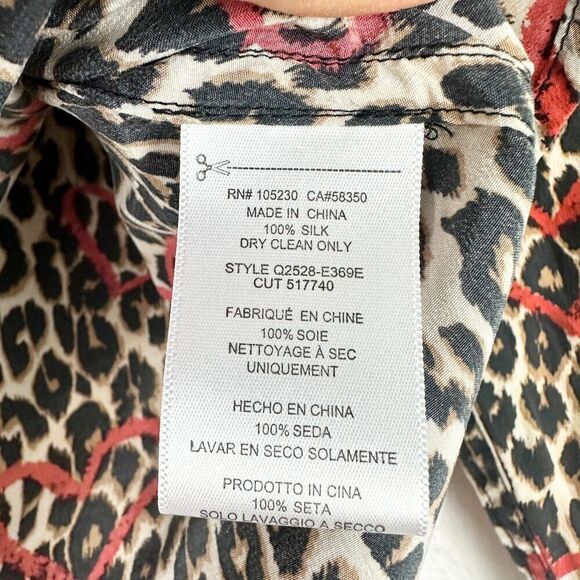 RN# 105230 CA#58350
MADE IN CHINA
100% SILK
DRY CLEAN ONLY
STYLE Q2528-E369E
CUT 517740
FABRIQUÉ EN CHINE
100% SOIE
NETTOYAGE À SEC
UNIQUEMENT
HECHO EN CHINA
100% SEDA
LAVAR EN SECO SOLAMENTE
PRODOTTO IN CINA
100% SETA
SOLO LAVAGGIO A SECCO